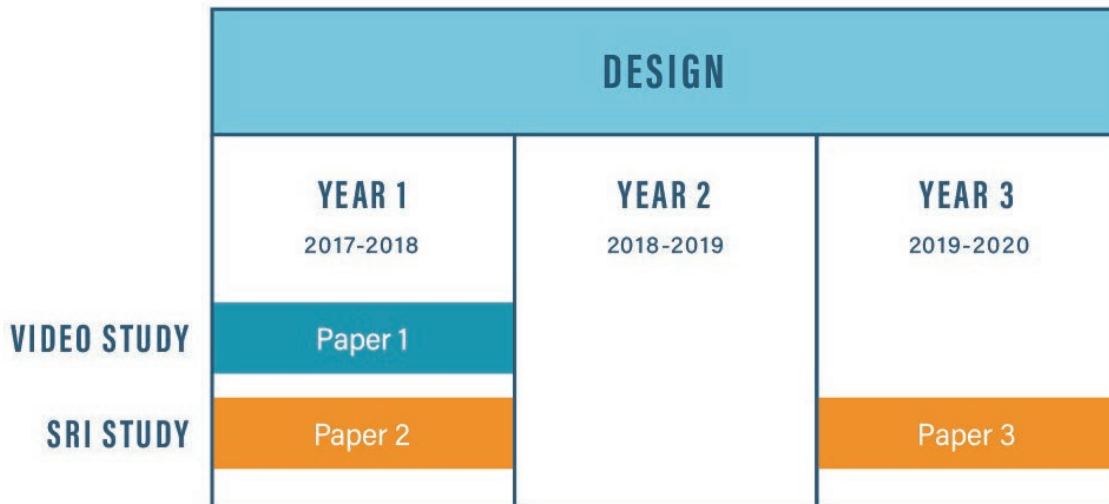 DESIGN
YEAR 1
2017-2018
YEAR 2
2018-2019
YEAR 3
2019-2020
VIDEO STUDY
Paper 1
SRI STUDY
Paper 2
Paper 3